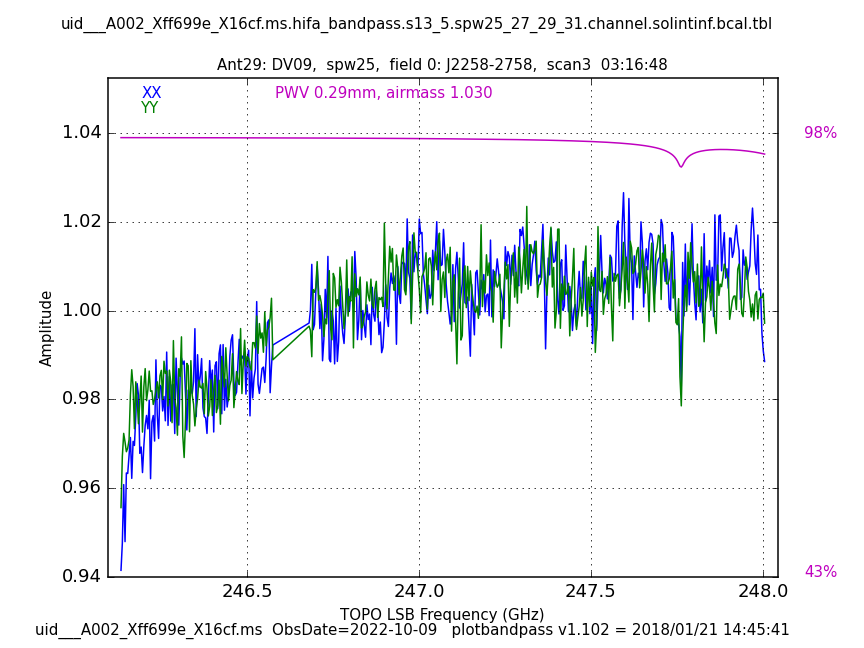 uid___A002_Xff699e_X16cf.ms.hifa_bandpass.s13_5.spw25_27_29_31.channel.solintinf.bcal.tbl
Ant29: DV09,  spw25,  field 0: J2258-2758,  scan3  03:16:48
XX
PWV 0.29mm, airmass 1.030
YY
1.04
98%
1.02
1.00
Amplitude
0.98
0.96
0.94
43%
246.5 247.0 247.5 248.0
TOPO LSB Frequency (GHz)
uid___A002_Xff699e_X16cf.ms  ObsDate=2022-10-09   plotbandpass v1.102 = 2018/01/21 14:45:41